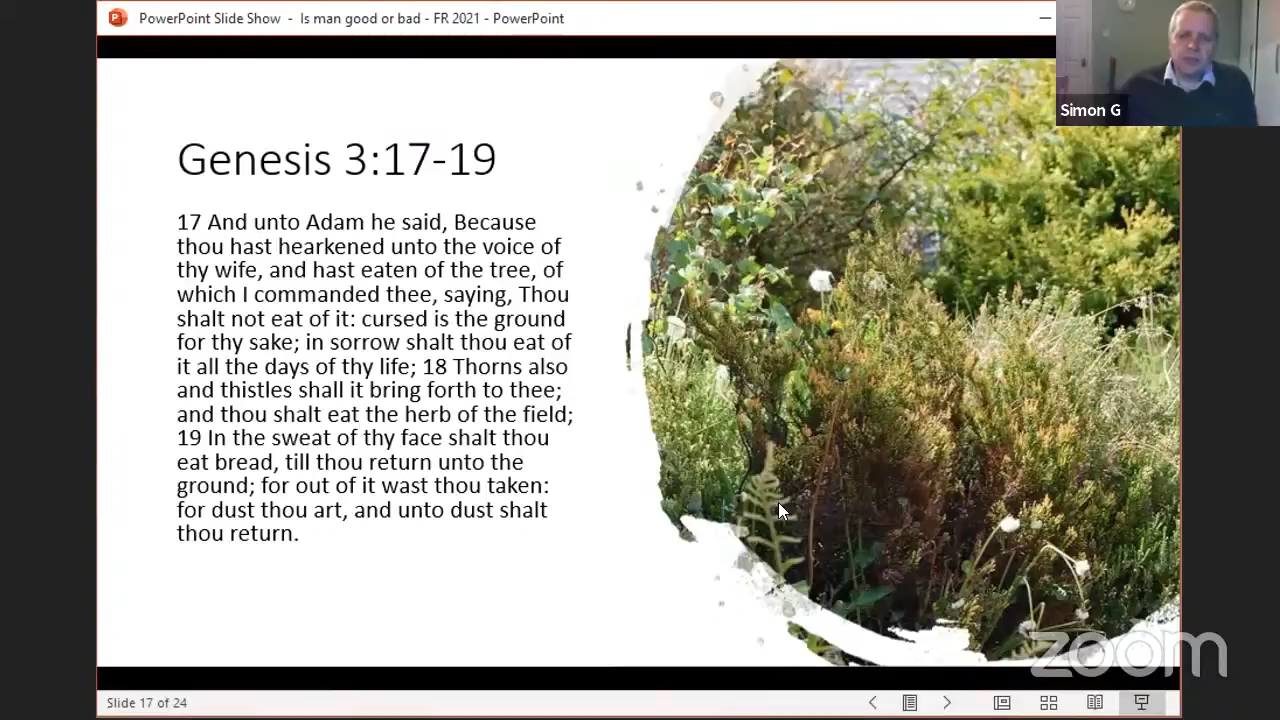 PowerPoint Slide Show - Is man good or bad - FR 2021 - PowerPoint
Simon G
Genesis 3:17-19
17 And unto Adam he said, Because
thou hast hearkened unto the voice of
thy wife, and hast eaten of the tree, of
which I commanded thee, saying, Thou
shalt not eat of it: cursed is the ground
for thy sake; in sorrow shalt thou eat of
it all the days of thy life; 18 Thorns also
and thistles shall it bring forth to thee;
and thou shalt eat the herb of the field;
19 In the sweat of thy face shalt thou
eat bread, till thou return unto the
ground; for out of it wast thou taken:
for dust thou art, and unto dust shalt
thou return.
zoom
Slide 17 of 24